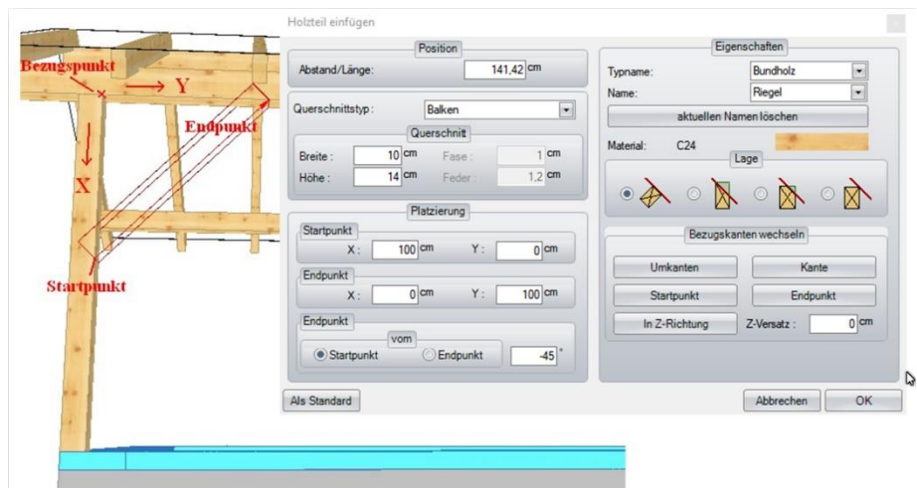 Bezugspunkt
Y
Endpunkt
X
Startpunkt
Holzteil einfügen
Position
Abstand/Länge: 141,42 cm
Querschnittstyp: Balken
Querschnitt
Breite : 10 cm Fase : 1 cm
Höhe : 14 cm Feder : 1,2 cm
Platzierung
Startpunkt
X : 100 cm Y : 0 cm
Endpunkt
X : 0 cm Y : 100 cm
Endpunkt
vom
Startpunkt Endpunkt -45 °
Eigenschaften
Typname: Bundholz
Name: Riegel
aktuellen Namen löschen
Material: C24
Lage
Bezugskanten wechseln
Umkanten Kante
Startpunkt Endpunkt
In Z-Richtung Z-Versatz : 0 cm
Als Standard Abbrechen OK